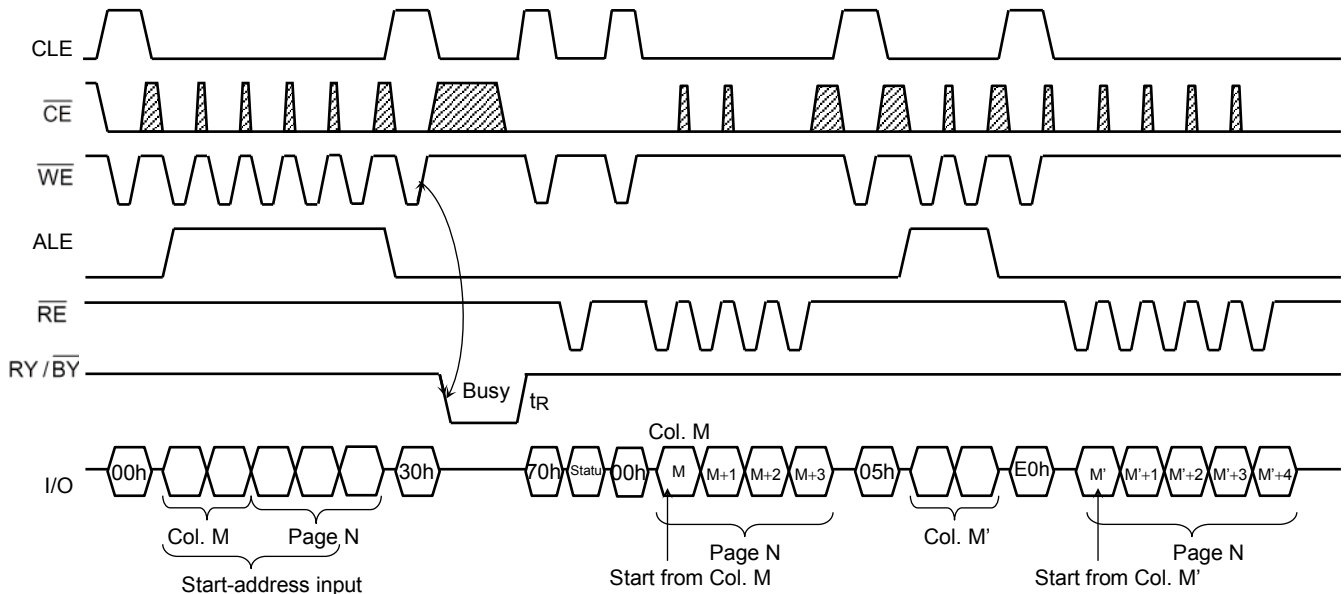 CLE
CE
WE
ALE
RE
RY / BY
Busy
tR
Col. M
I/O
00h
30h
70h
Statu
00h
M
M+1
M+2
M+3
05h
E0h
M'
M'+1
M'+2
M'+3
M'+4
Col. M
Page N
Page N
Col. M’
Page N
Start-address input
Start from Col. M
Start from Col. M’